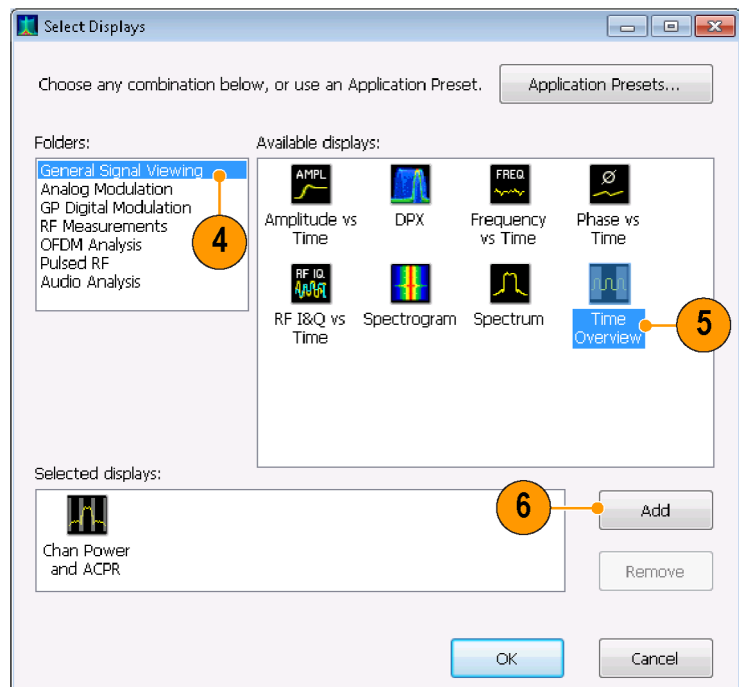 Select Displays
Choose any combination below, or use an Application Preset.
Application Presets...
Folders:
Available displays:
General Signal Viewing
Analog Modulation
GP Digital Modulation
RF Measurements
OFDM Analysis
Pulsed RF
Audio Analysis
4
AMPL
Amplitude vs
Time
DPX
FREQ.
Frequency
vs Time
Ø
Phase vs
Time
RF IQ.
RF I&Q vs
Time
Spectrogram
Spectrum
Time
Overview
5
Selected displays:
Chan Power
and ACPR
6
Add
Remove
OK
Cancel